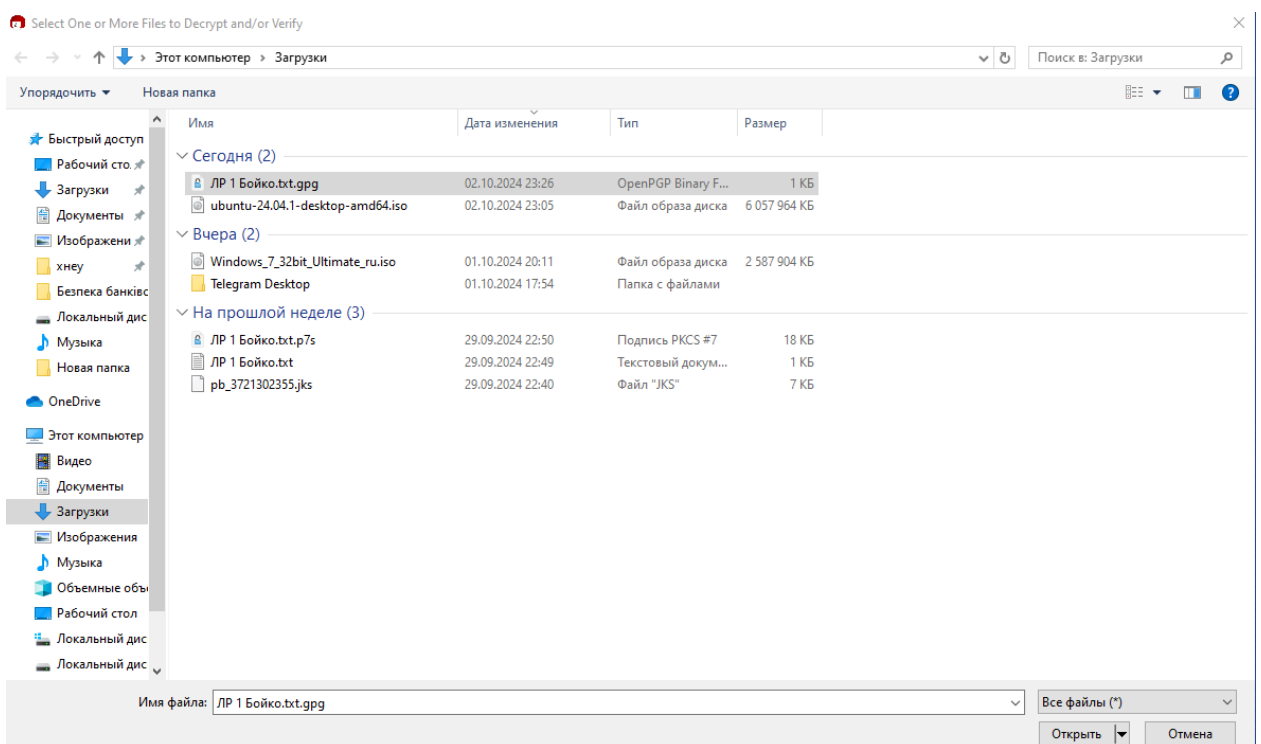 Select One or More Files to Decrypt and/or Verify
Этот компьютер › Загрузки
Поиск в: Загрузки
Упорядочить
Новая папка
Быстрый доступ
Рабочий сто.
Загрузки
Документы
Изображени
хнеу
Безпека банківс
Локальный дис
Музыка
Новая папка
OneDrive
Этот компьютер
Видео
Документы
Загрузки
Изображения
Музыка
Объемные объ
Рабочий стол
Локальный дис
Локальный дис
Имя Дата изменения Тип Размер
Сегодня (2)
ЛР 1 Бойко.txt.gpg 02.10.2024 23:26 OpenPGP Binary F... 1 КБ
ubuntu-24.04.1-desktop-amd64.iso 02.10.2024 23:05 Файл образа диска 6 057 964 КБ
Вчера (2)
Windows_7_32bit_Ultimate_ru.iso 01.10.2024 20:11 Файл образа диска 2 587 904 КБ
Telegram Desktop 01.10.2024 17:54 Папка с файлами
На прошлой неделе (3)
ЛР 1 Бойко.txt.p7s 29.09.2024 22:50 Подпись PKCS #7 18 КБ
ЛР 1 Бойко.txt 29.09.2024 22:49 Текстовый докум... 1 КБ
pb_3721302355.jks 29.09.2024 22:40 Файл "JKS" 7 КБ
Имя файла: ЛР 1 Бойко.txt.gpg
Все файлы (*)
Открыть
Отмена